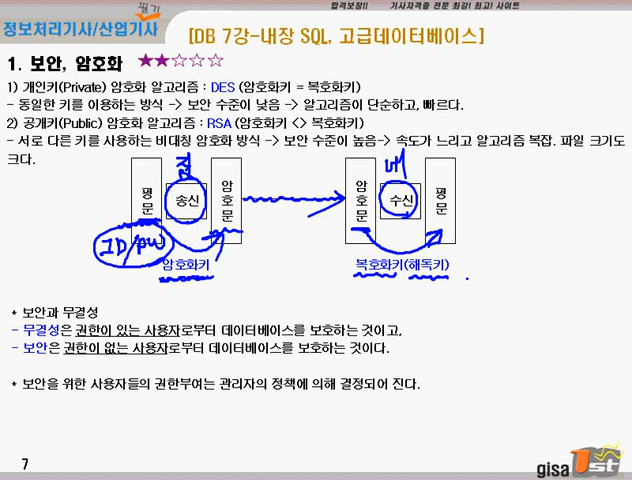 합격보장!! 기사자격증 전문 최강! 최고! 사이트
필기
정보처리기사/산업기사
[DB 7강-내장 SQL, 고급데이터베이스]
1. 보안, 암호화 ★★☆☆☆
1) 개인키(Private) 암호화 알고리즘 : DES (암호화키 = 복호화키)
- 동일한 키를 이용하는 방식 -> 보안 수준이 낮음 -> 알고리즘이 단순하고, 빠르다.
2) 공개키(Public) 암호화 알고리즘 : RSA (암호화키 <> 복호화키)
- 서로 다른 키를 사용하는 비대칭 암호화 방식-> 보안 수준이 높음-> 속도가 느리고 알고리즘 복잡. 파일 크기도
크다.
평문 송신 암호문 암호문 수신 평문
ID/pw
암호화키 복호화키(해독키)
* 보안과 무결성
- 무결성은 권한이 있는 사용자로부터 데이터베이스를 보호하는 것이고,
- 보안은 권한이 없는 사용자로부터 데이터베이스를 보호하는 것이다.
* 보안을 위한 사용자들의 권한부여는 관리자의 정책에 의해 결정되어 진다.
7
gisa 1st